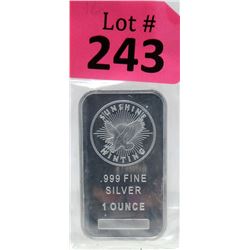 Lot #
243
SUNSHINE
MINTING
.999 FINE
SILVER
1 OUNCE